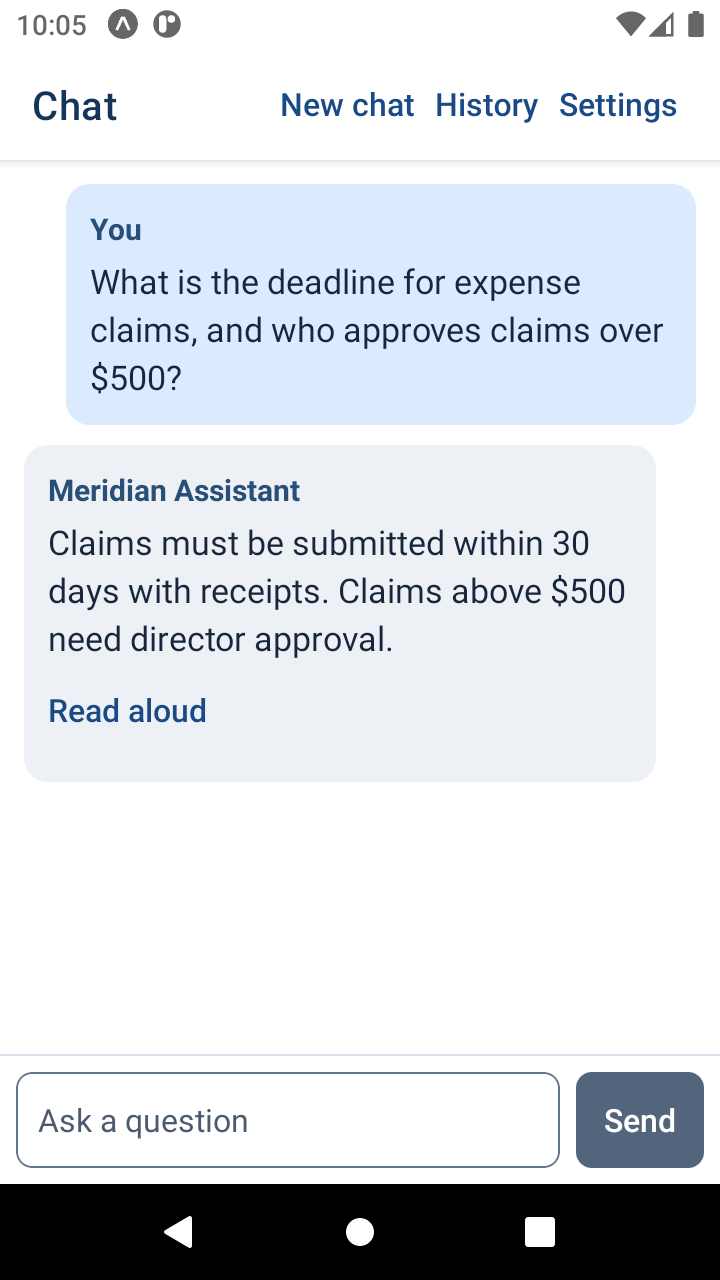 10:05
Chat
New chat
History
Settings
You
What is the deadline for expense
claims, and who approves claims over
$500?
Meridian Assistant
Claims must be submitted within 30
days with receipts. Claims above $500
need director approval.
Read aloud
Ask a question
Send